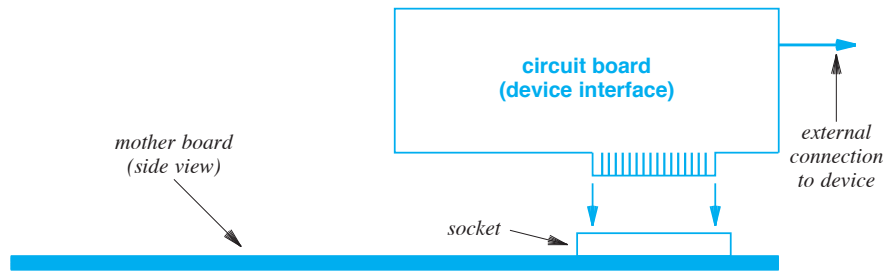 circuit board
(device interface)
external
connection
to device
mother board
(side view)
socket